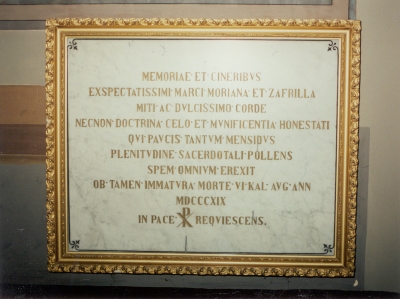 MEMORIAE·ET·CINERIBVS
EXSPECTATISSIMI·MARCI·MORIANA·ET·ZAFRILLA
MITI·AC·DVLCISSIMO·CORDE
NECNON·DOCTRINA·CELO·ET·MVNIFICENTIA·HONESTATI
QVI·PAVCIS·TANTVM·MENSIBVS
PLENITVDINE·SACERDOTALI·POLLENS
SPEM·OMNIVM·EREXIT
OB·TAMEN·IMMATVRA·MORTE·VI·KAL·AVG·ANN
MDCCCXIX
IN PACE ☧ REQVIESCENS.